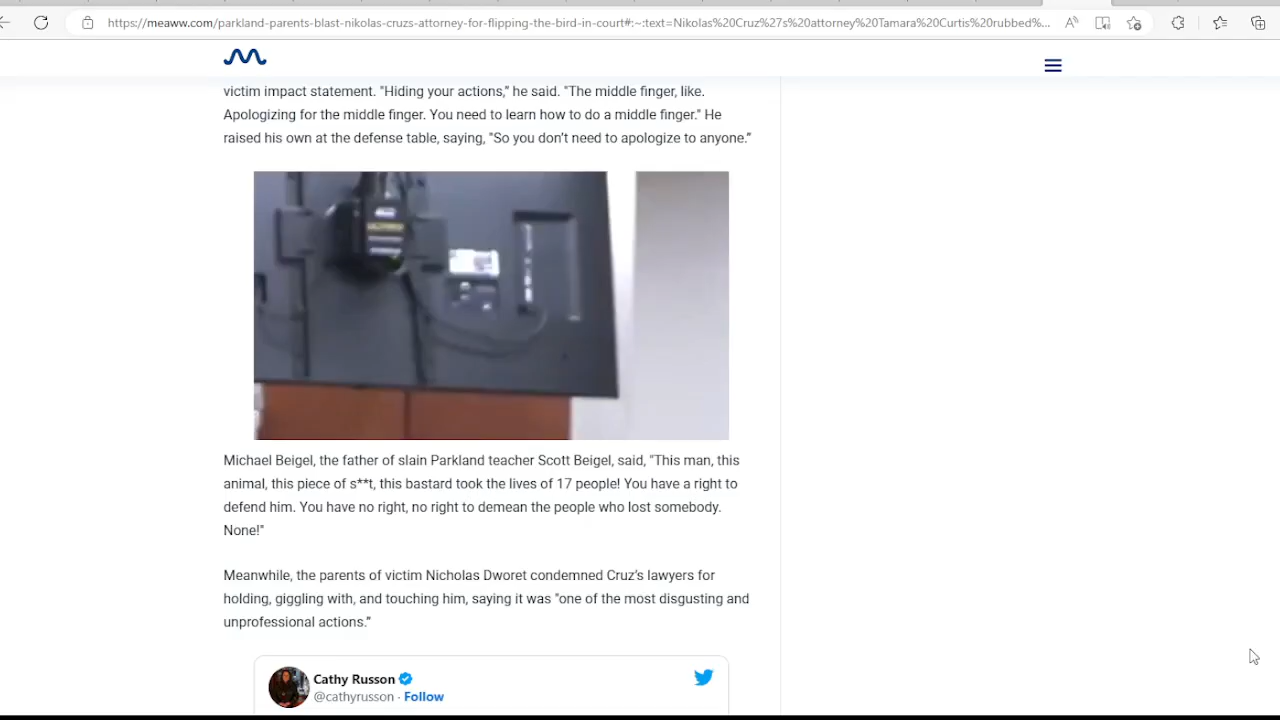 https://meaww.com/parkland-parents-blast-nikolas-cruzs-attorney-for-flipping-the-bird-in-court#:~:text=Nikolas%20Cruz%27s%20attorney%20Tamara%20Curtis%20rubbed%...
victim impact statement. "Hiding your actions,” he said. "The middle finger, like.
Apologizing for the middle finger. You need to learn how to do a middle finger." He
raised his own at the defense table, saying, "So you don’t need to apologize to anyone.”
Michael Beigel, the father of slain Parkland teacher Scott Beigel, said, "This man, this
animal, this piece of s**t, this bastard took the lives of 17 people! You have a right to
defend him. You have no right, no right to demean the people who lost somebody.
None!"
Meanwhile, the parents of victim Nicholas Dworet condemned Cruz’s lawyers for
holding, giggling with, and touching him, saying it was "one of the most disgusting and
unprofessional actions.”
Cathy Russon
@cathyrusson · Follow